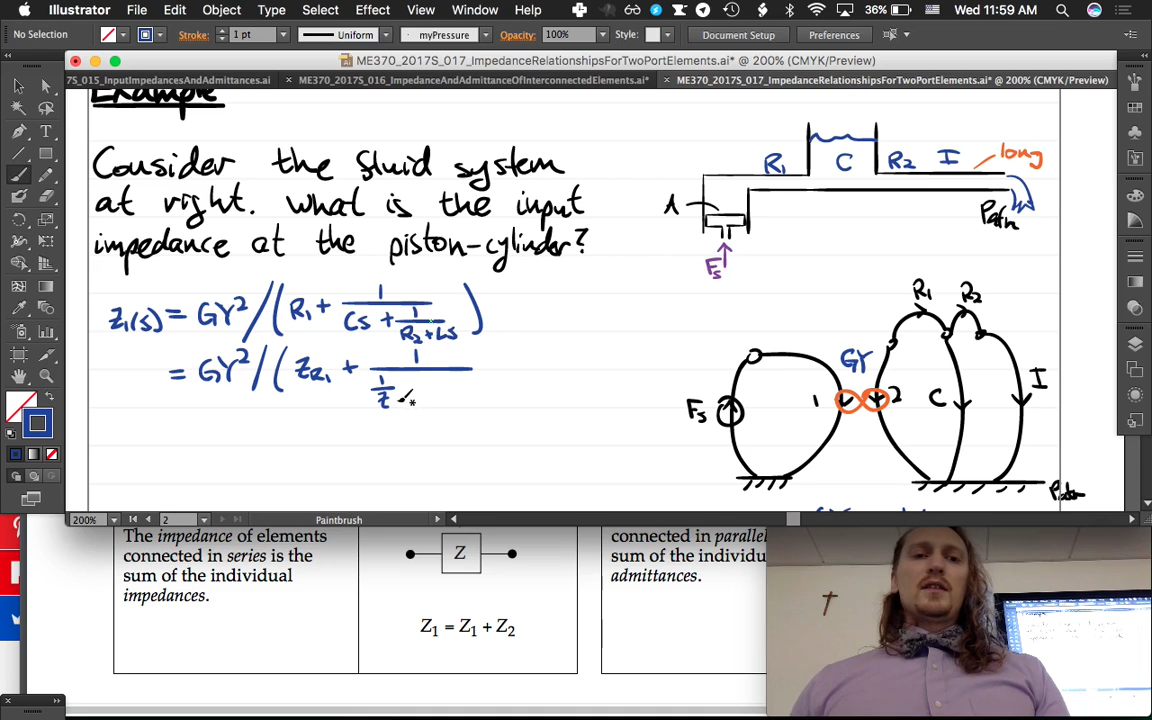 Illustrator File Edit Object Type Select Effect View Window Help 36% Wed 11:59 AM
No Selection Stroke: 1 pt Uniform myPressure Opacity: 100% Style: Document Setup Preferences
ME370_2017S_017_ImpedanceRelationshipsForTwoPortElements.ai* @ 200% (CMYK/Preview)
7S_015_InputImpedancesAndAdmittances.ai ME370_2017S_016_ImpedanceAndAdmittanceOfInterconnectedElements.ai* ME370_2017S_017_ImpedanceRelationshipsForTwoPortElements.ai* @ 200% (CMYK/Preview)
Example
Consider the fluid system
at right. What is the input
impedance at the piston-cylinder?
Z1(s) = GY²/(R1 + 1/(Cs + 1/(R2+Ls)))
= GY²/(ZR1 + 1/(1/Z
R1 C R2 I long
A
Patm
Fs
R1 R2
GY
Fs 1 2 C I
200% 2 Paintbrush
The impedance of elements
connected in series is the
sum of the individual
impedances.
Z
Z1 = Z1 + Z2
connected in parallel
sum of the individu
admittances.